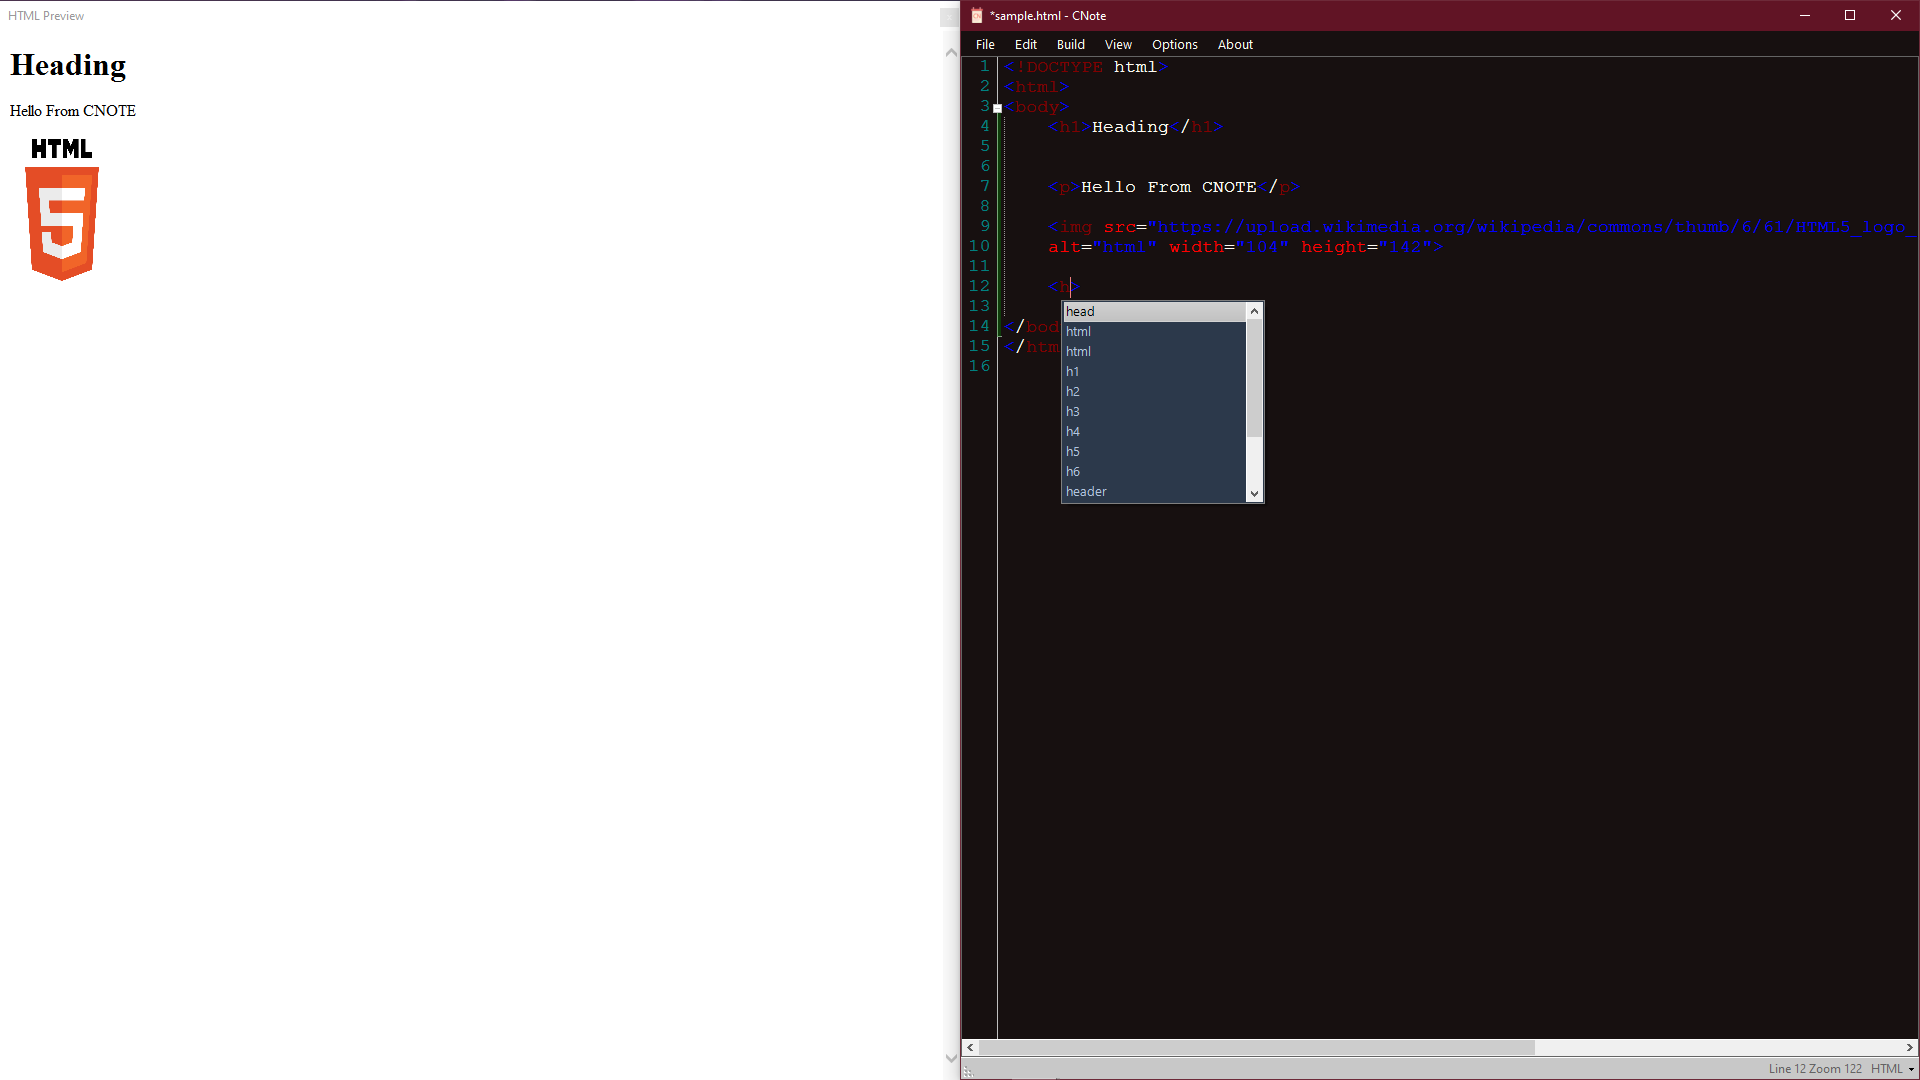 HTML Preview
Heading
Hello From CNOTE
HTML
5
*sample.html - CNote
File Edit Build View Options About
1 <!DOCTYPE html>
2 <html>
3 <body>
4 <h1>Heading</h1>
5
6
7 <p>Hello From CNOTE</p>
8
9 <img src="https://upload.wikimedia.org/wikipedia/commons/thumb/6/61/HTML5_logo_
10 alt="html" width="104" height="142">
11
12 <h>
13
14 </bod
15 </htm
16
head
html
html
h1
h2
h3
h4
h5
h6
header
Line 12 Zoom 122 HTML